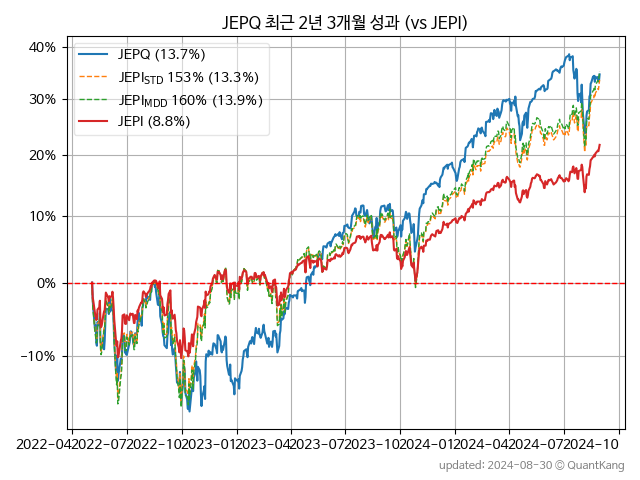 JEPQ 최근 2년 3개월 성과 (vs JEPI)
40%
30%
20%
10%
0%
−10%
JEPQ (13.7%)
JEPI_STD 153% (13.3%)
JEPI_MDD 160% (13.9%)
JEPI (8.8%)
2022-04 2022-07 2022-10 2023-01 2023-04 2023-07 2023-10 2024-01 2024-04 2024-07 2024-10
updated: 2024-08-30 © QuantKang